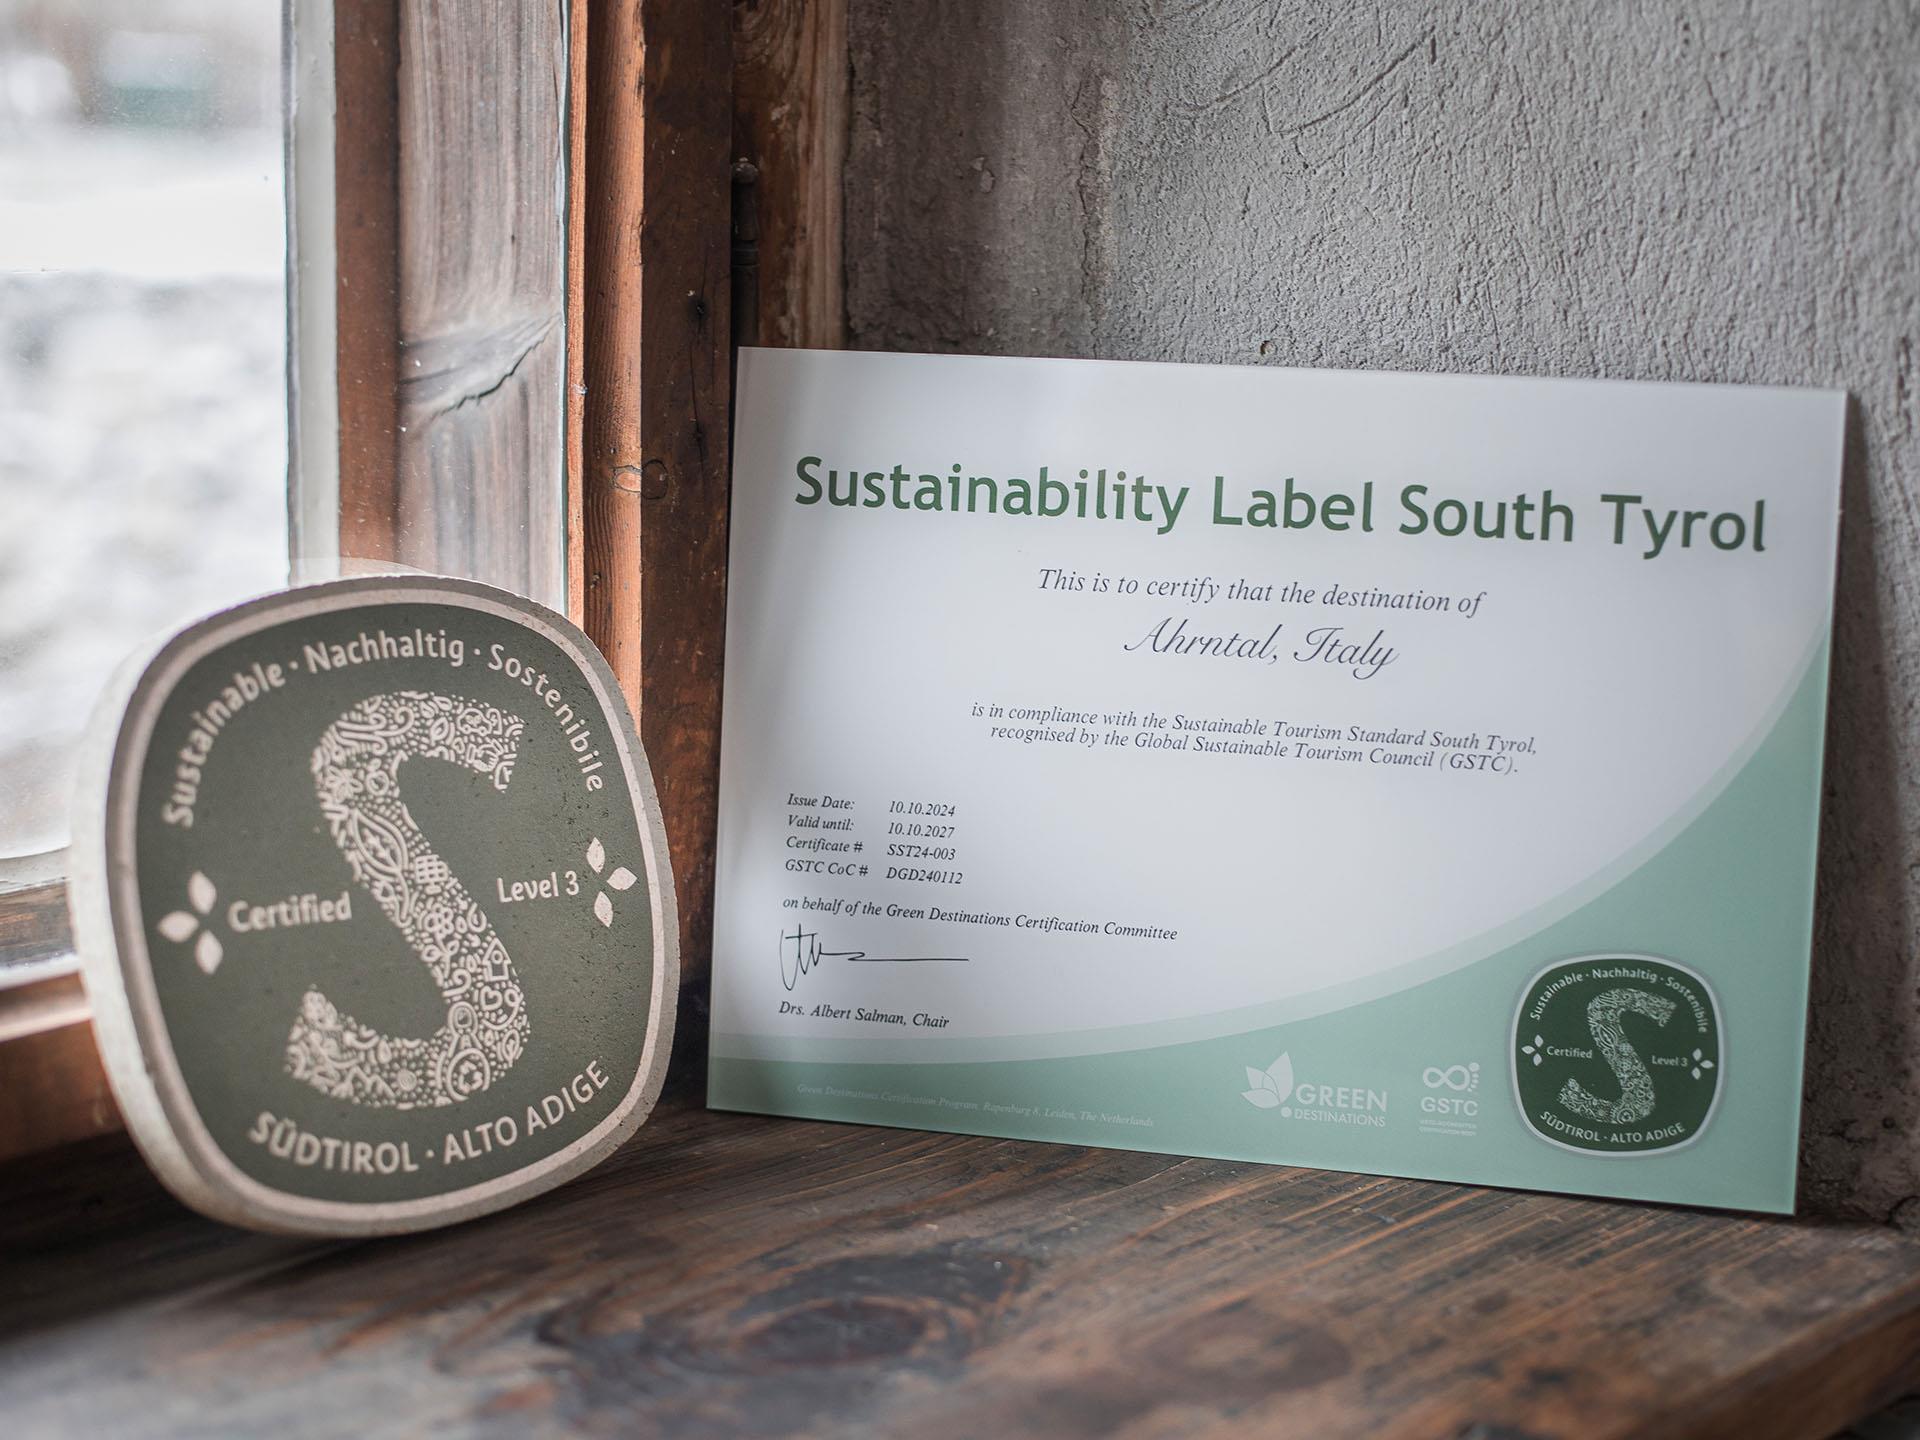 Sustainable · Nachhaltig · Sostenibile
Certified
Level 3
SÜDTIROL · ALTO ADIGE
Sustainability Label South Tyrol
This is to certify that the destination of
Ahrntal, Italy
is in compliance with the Sustainable Tourism Standard South Tyrol,
recognised by the Global Sustainable Tourism Council (GSTC).
Issue Date: 10.10.2024
Valid until: 10.10.2027
Certificate # SST24-003
GSTC CoC # DGD240112
on behalf of the Green Destinations Certification Committee
Drs. Albert Salman, Chair
Green Destinations Certification Program, Rapenburg 8, Leiden, The Netherlands
GREEN
DESTINATIONS
GSTC
Sustainable · Nachhaltig · Sostenibile
Certified
Level 3
SÜDTIROL · ALTO ADIGE